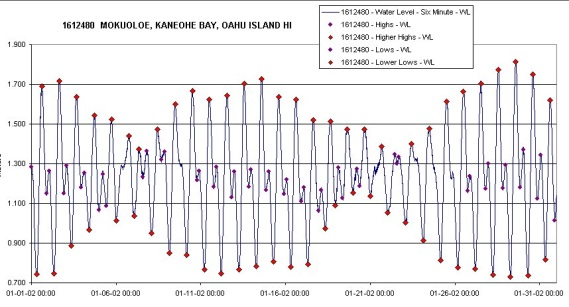 1612480 MOKUOLOE, KANEOHE BAY, OAHU ISLAND HI
1612480 - Water Level - Six Minute - WL
1612480 - Highs - WL
1612480 - Higher Highs - WL
1612480 - Lows - WL
1612480 - Lower Lows - WL
1.900
1.700
1.500
1.300
1.100
0.900
0.700
01-01-02 00:00 01-06-02 00:00 01-11-02 00:00 01-16-02 00:00 01-21-02 00:00 01-26-02 00:00 01-31-02 00:00